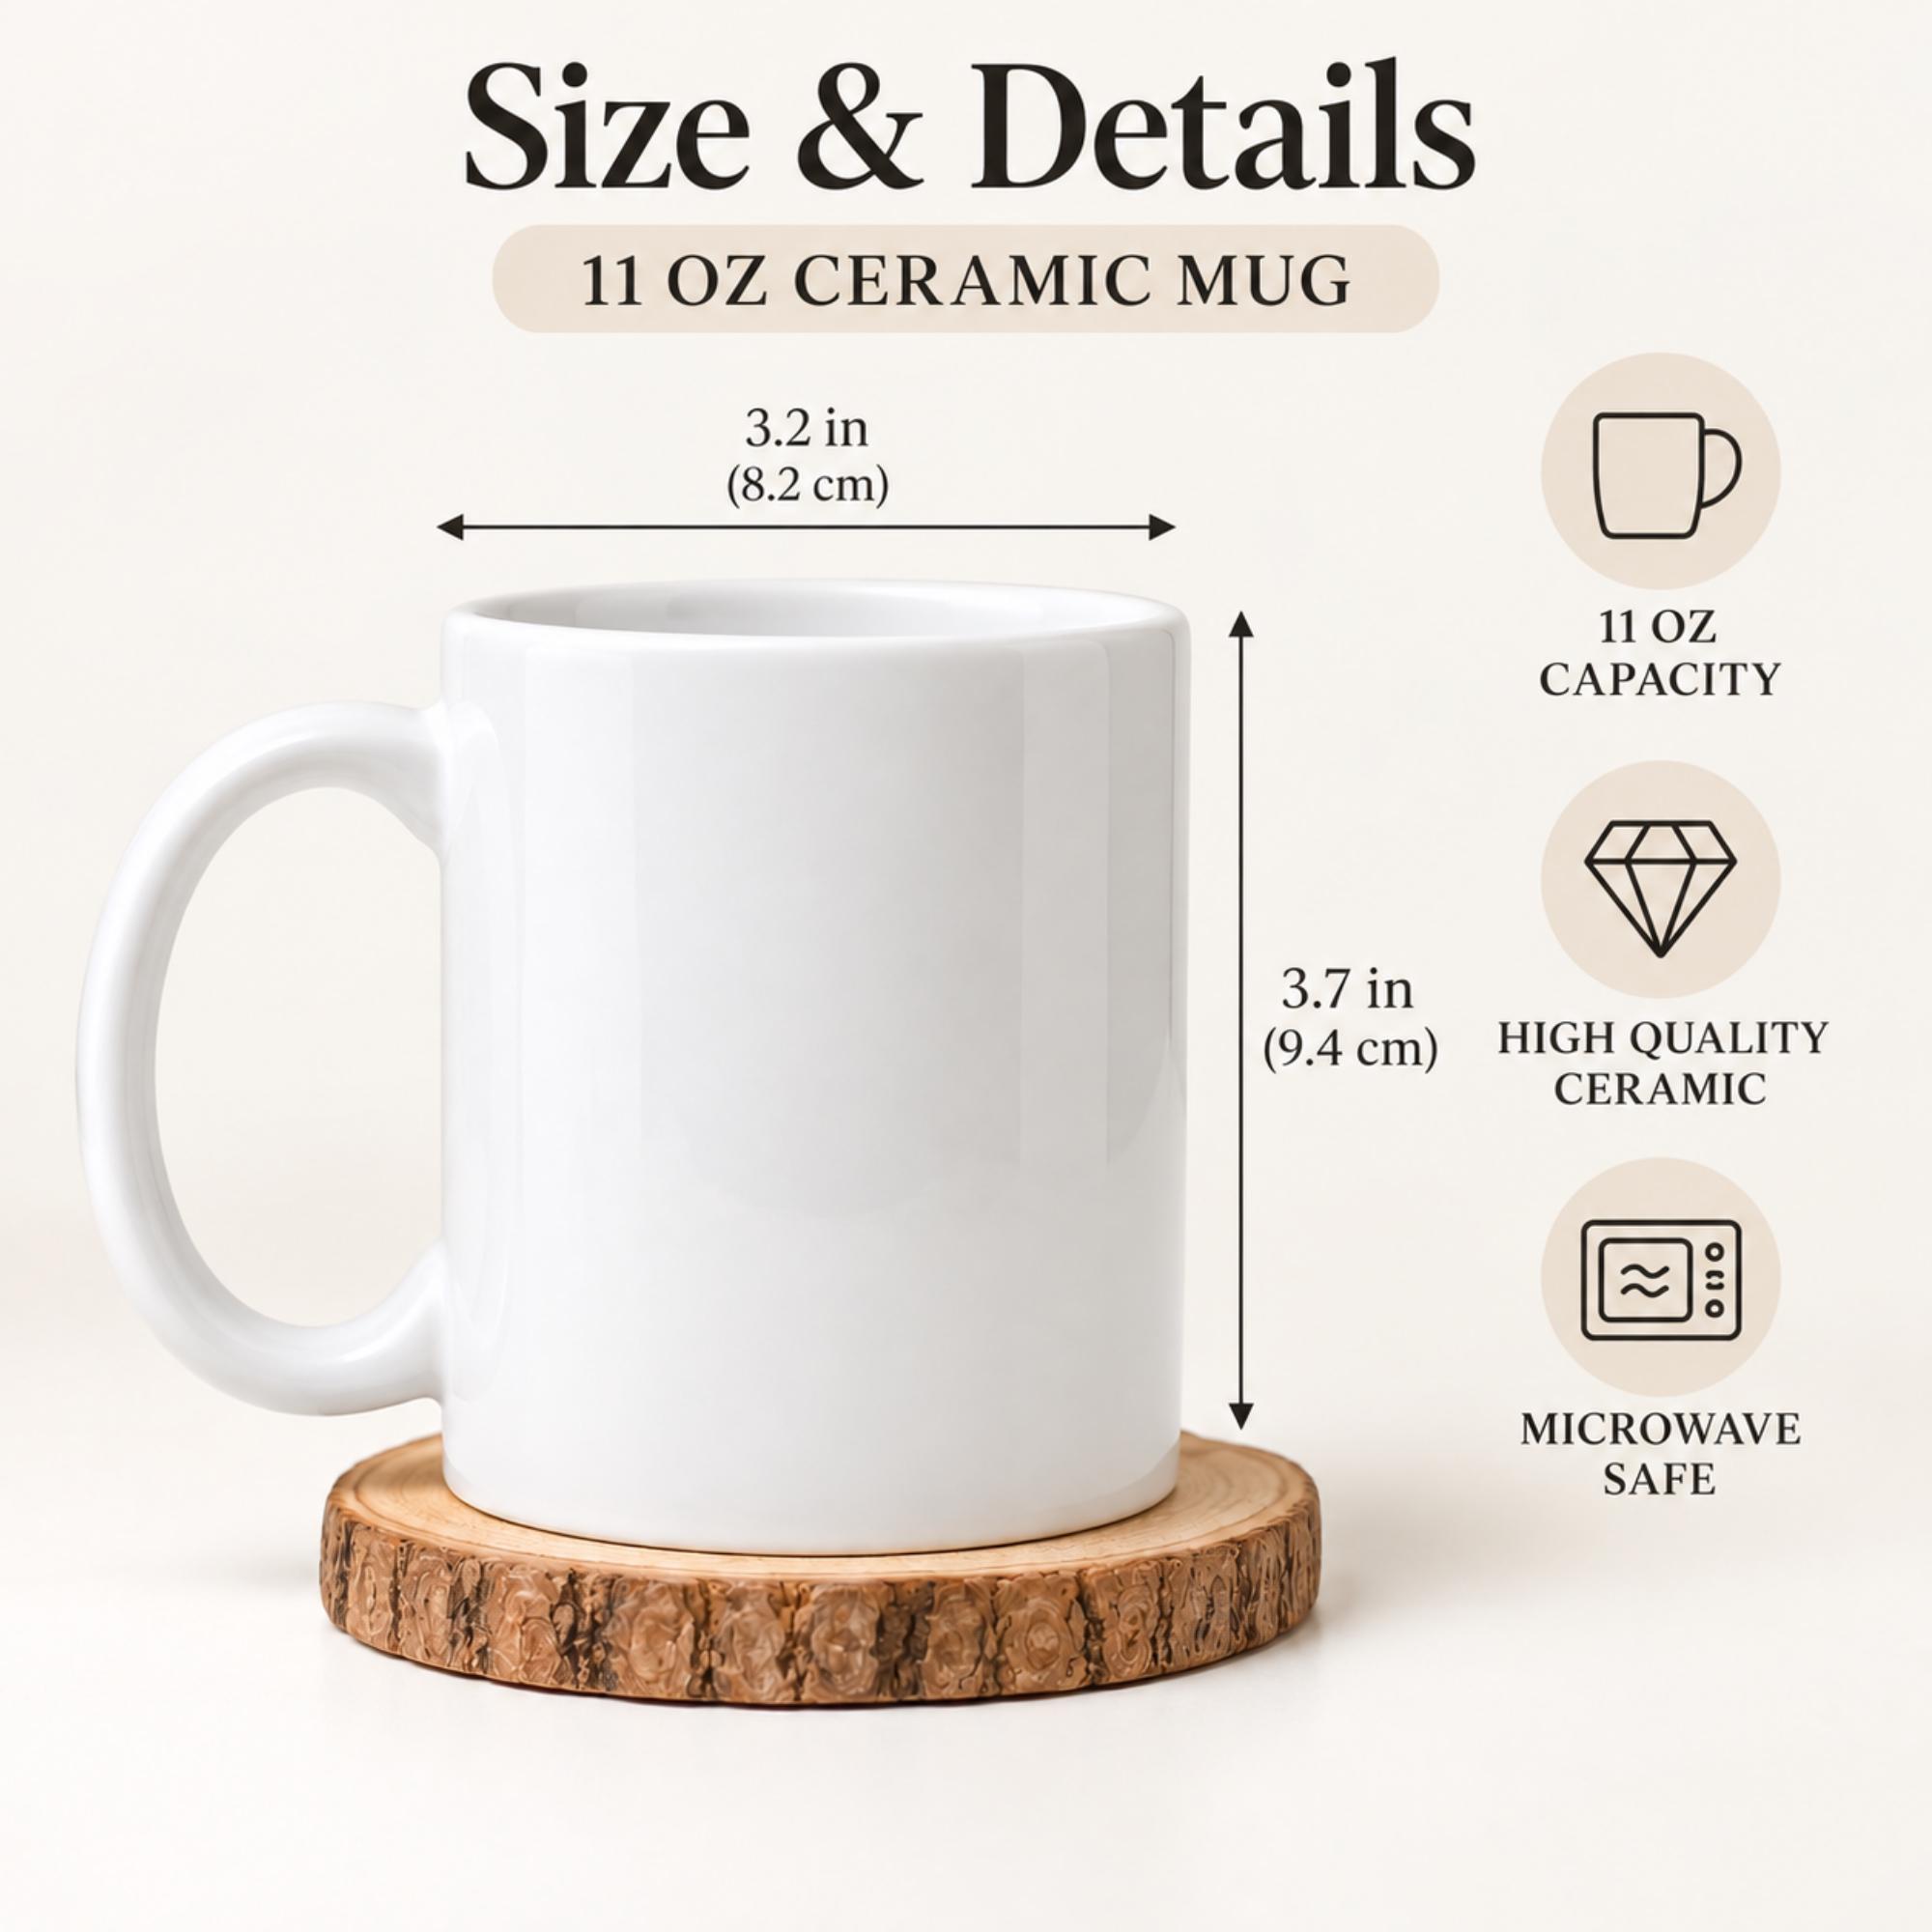 Size & Details
11 OZ CERAMIC MUG
3.2 in
(8.2 cm)
11 OZ
CAPACITY
3.7 in
(9.4 cm)
HIGH QUALITY
CERAMIC
MICROWAVE
SAFE